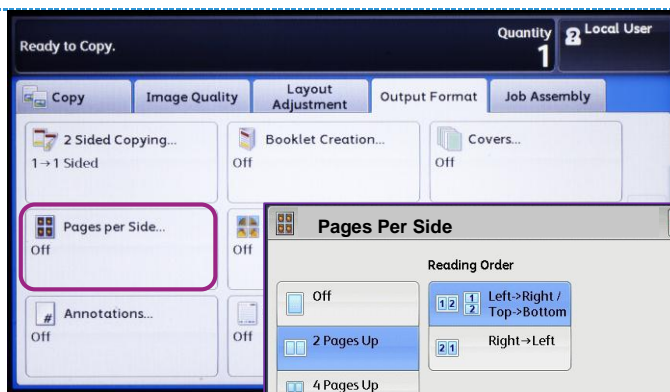 Ready to Copy.
Quantity
1
Local User
Copy
Image Quality
Layout
Adjustment
Output Format
Job Assembly
2 Sided Copying...
1→1 Sided
Booklet Creation...
Off
Covers...
Off
Pages per Side...
Off
Off
Annotations...
Off
Off
Pages Per Side
Reading Order
Off
2 Pages Up
4 Pages Up
1 2
1
2
Left->Right /
Top->Bottom
2 1
Right→Left